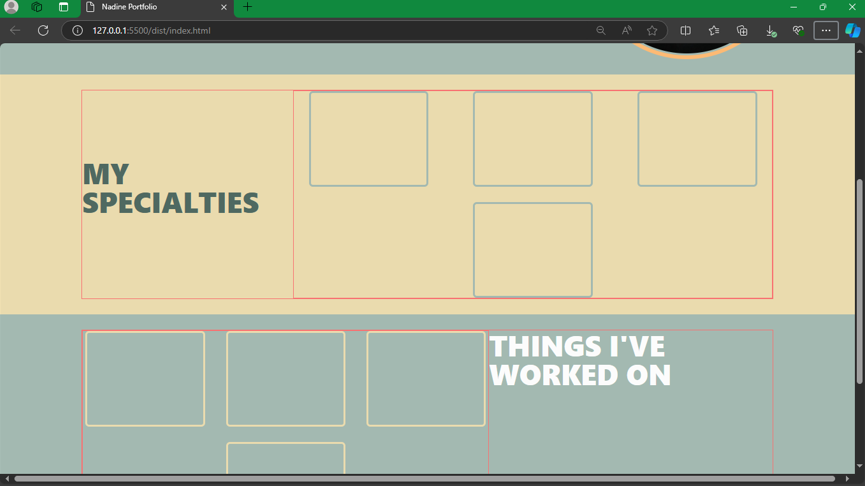 Nadine Portfolio
127.0.0.1:5500/dist/index.html
MY
SPECIALTIES
THINGS I'VE
WORKED ON